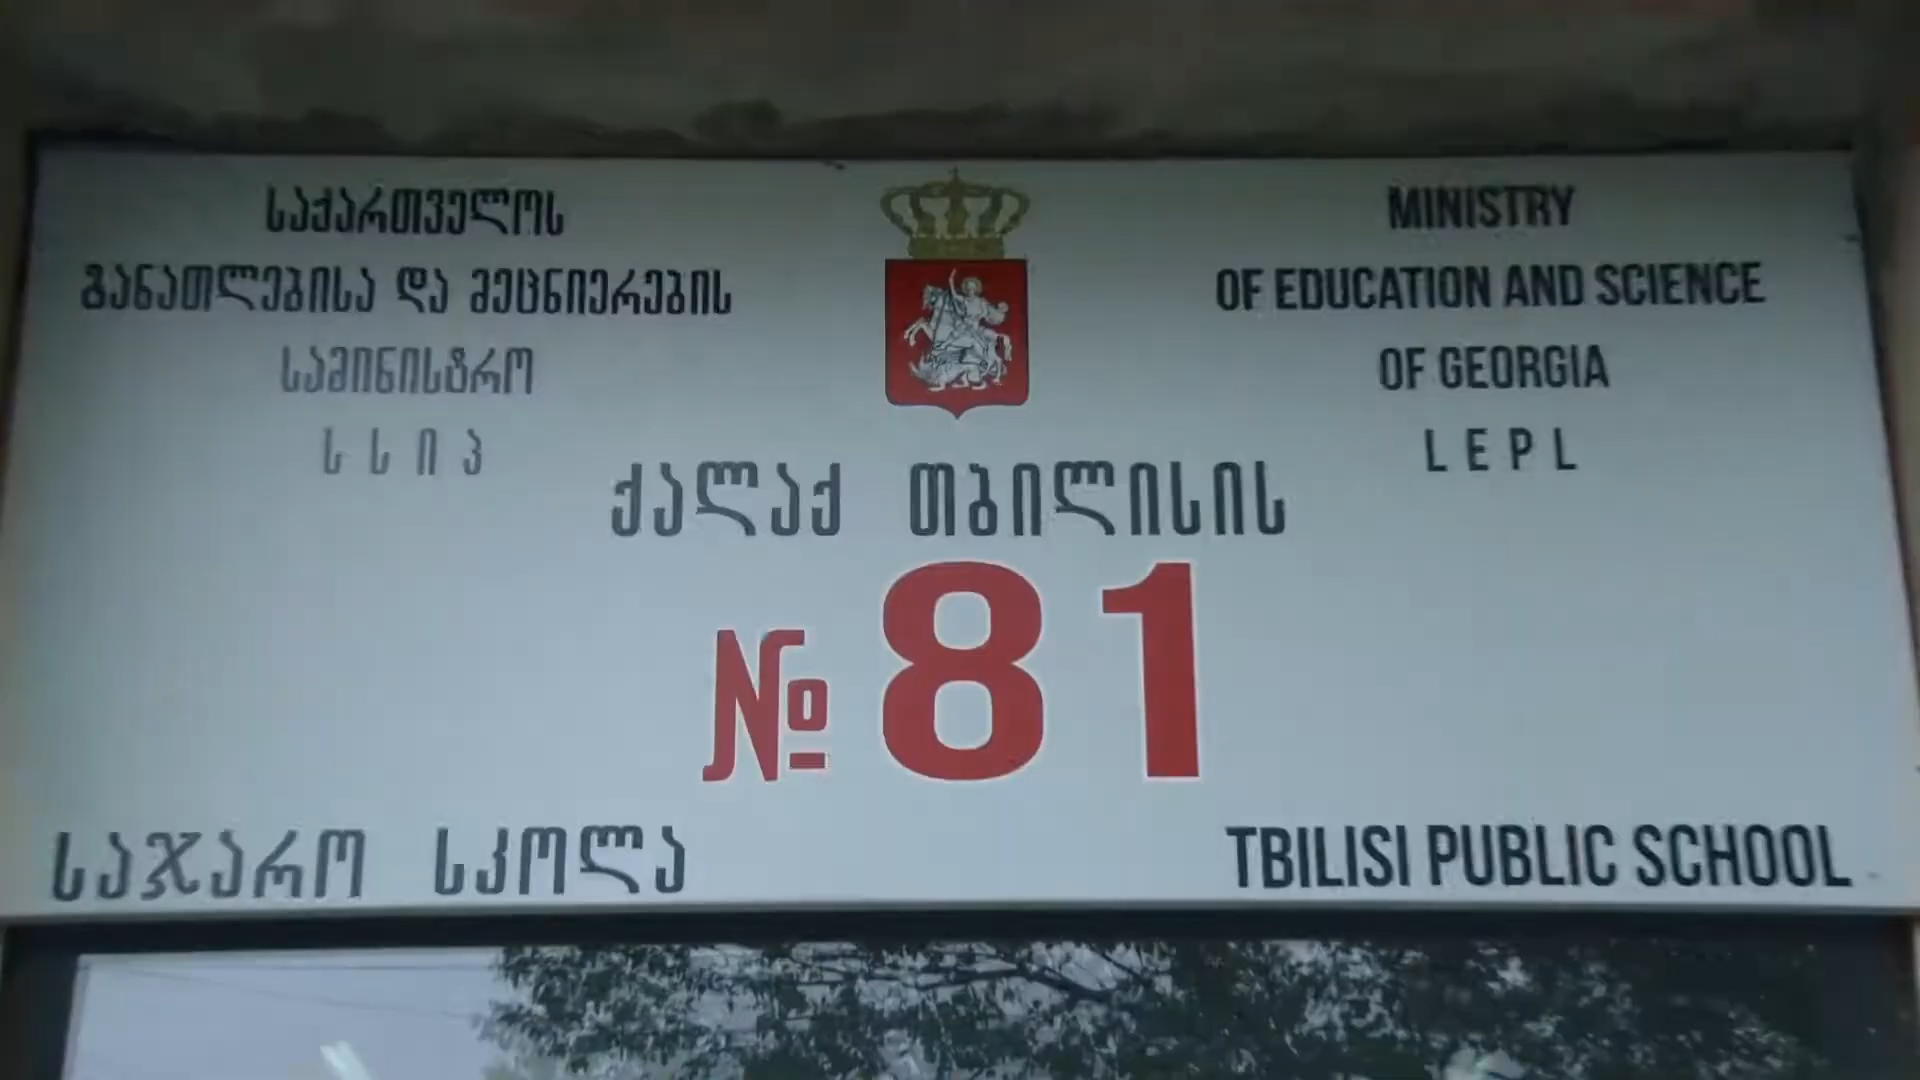 საქართველოს
განათლებისა და მეცნიერების
სამინისტრო
ს ს ი პ
MINISTRY
OF EDUCATION AND SCIENCE
OF GEORGIA
L E P L
ქალაქ თბილისის
№ 81
საჯარო სკოლა
TBILISI PUBLIC SCHOOL